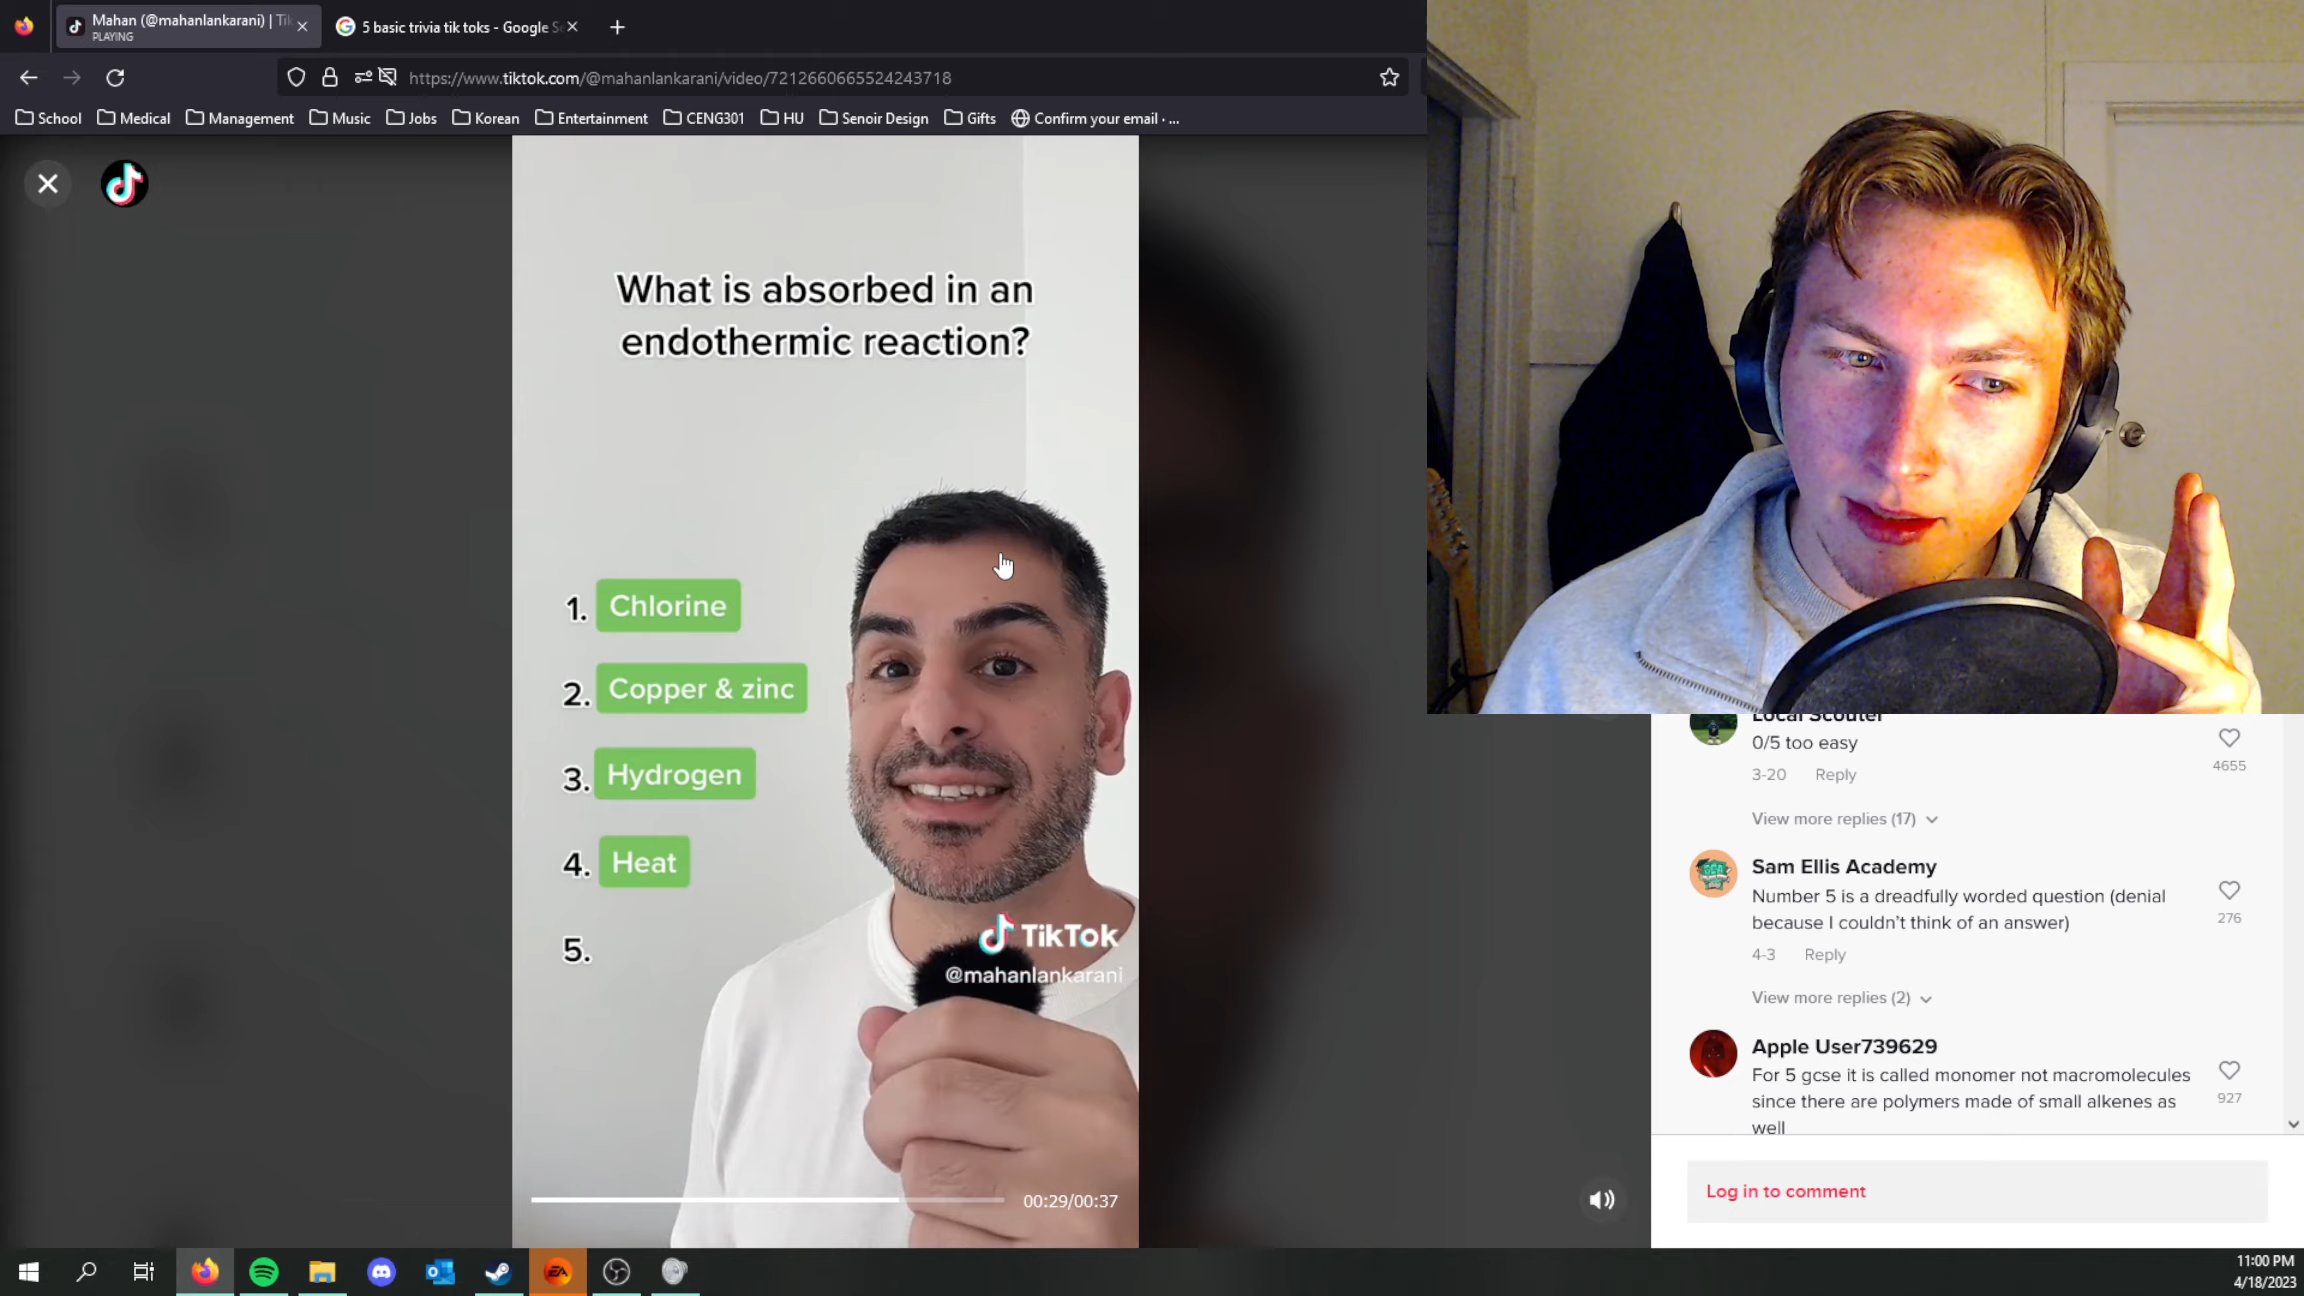 Mahan (@mahanlankarani) | Tik
PLAYING
5 basic trivia tik toks - Google Se
https://www.tiktok.com/@mahanlankarani/video/7212660665524243718
School
Medical
Management
Music
Jobs
Korean
Entertainment
CENG301
HU
Senoir Design
Gifts
Confirm your email · ...
What is absorbed in an
endothermic reaction?
1. Chlorine
2. Copper & zinc
3. Hydrogen
4. Heat
5.
TikTok
@mahanlankarani
00:29/00:37
Local Scouter
0/5 too easy
3-20 Reply
4655
View more replies (17)
Sam Ellis Academy
Number 5 is a dreadfully worded question (denial
because I couldn't think of an answer)
276
4-3 Reply
View more replies (2)
Apple User739629
For 5 gcse it is called monomer not macromolecules
since there are polymers made of small alkenes as
well
927
Log in to comment
EA
11:00 PM
4/18/2023